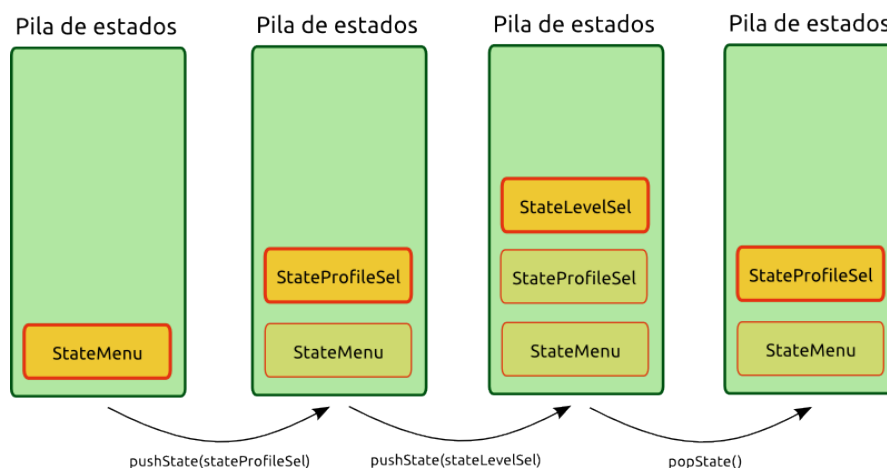 Pila de estados
Pila de estados
Pila de estados
Pila de estados
StateMenu
StateProfileSel
StateMenu
StateLevelSel
StateProfileSel
StateMenu
StateProfileSel
StateMenu
pushState(stateProfileSel)
pushState(stateLevelSel)
popState()